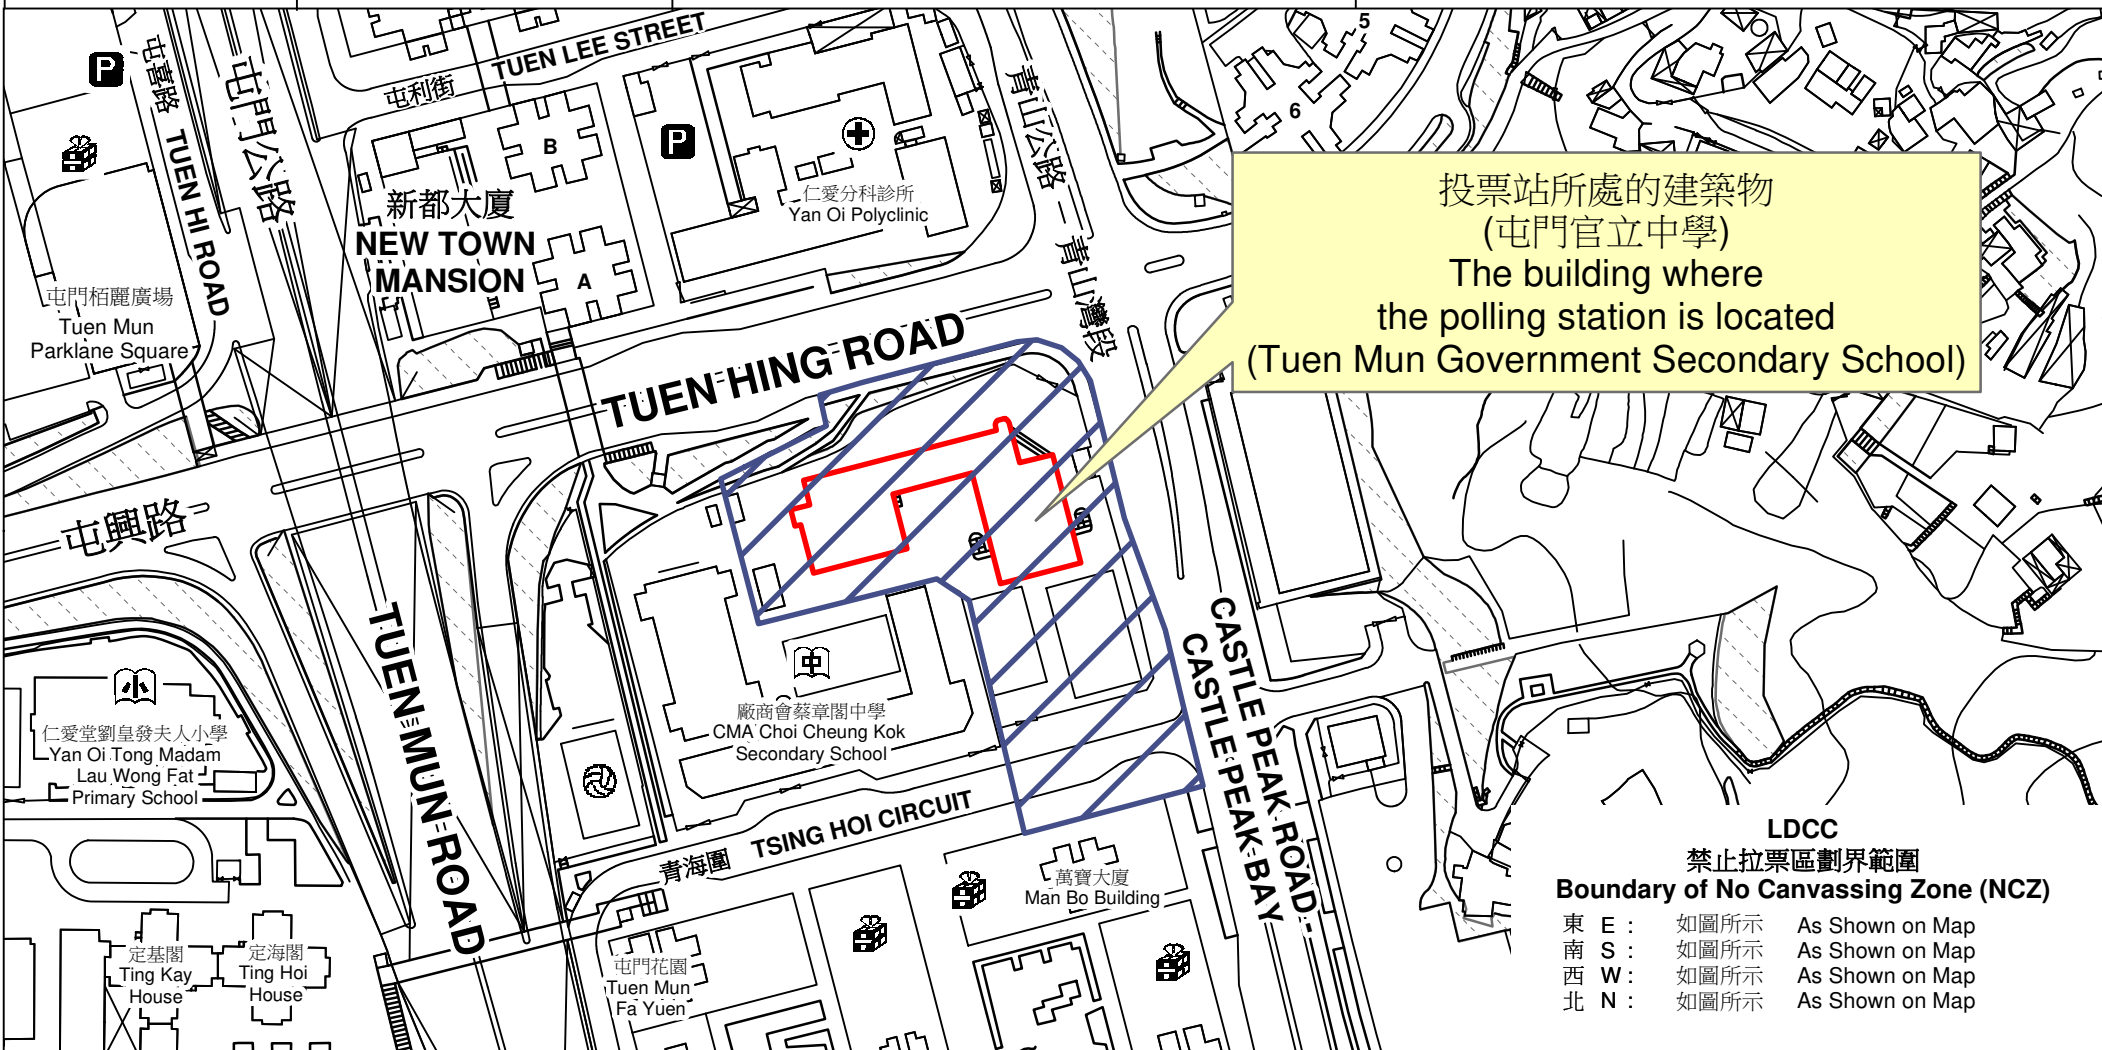 屯喜路 TUEN HI ROAD
屯門公路
屯利街
TUEN LEE STREET
P
P
B
A
5
6
新都大廈
NEW TOWN
MANSION
仁愛分科診所
Yan Oi Polyclinic
青山公路 — 青山灣段
屯門栢麗廣場
Tuen Mun
Parklane Square
投票站所處的建築物
(屯門官立中學)
The building where
the polling station is located
(Tuen Mun Government Secondary School)
TUEN HING ROAD
屯興路
TUEN MUN ROAD
小
仁愛堂劉皇發夫人小學
Yan Oi Tong Madam
Lau Wong Fat
Primary School
中
廠商會蔡章閣中學
CMA Choi Cheung Kok
Secondary School
CASTLE PEAK ROAD -
CASTLE PEAK BAY
青海圍
TSING HOI CIRCUIT
萬寶大廈
Man Bo Building
定基閣
Ting Kay
House
定海閣
Ting Hoi
House
屯門花園
Tuen Mun
Fa Yuen
LDCC
禁止拉票區劃界範圍
Boundary of No Canvassing Zone (NCZ)
東 E : 如圖所示 As Shown on Map
南 S : 如圖所示 As Shown on Map
西 W : 如圖所示 As Shown on Map
北 N : 如圖所示 As Shown on Map